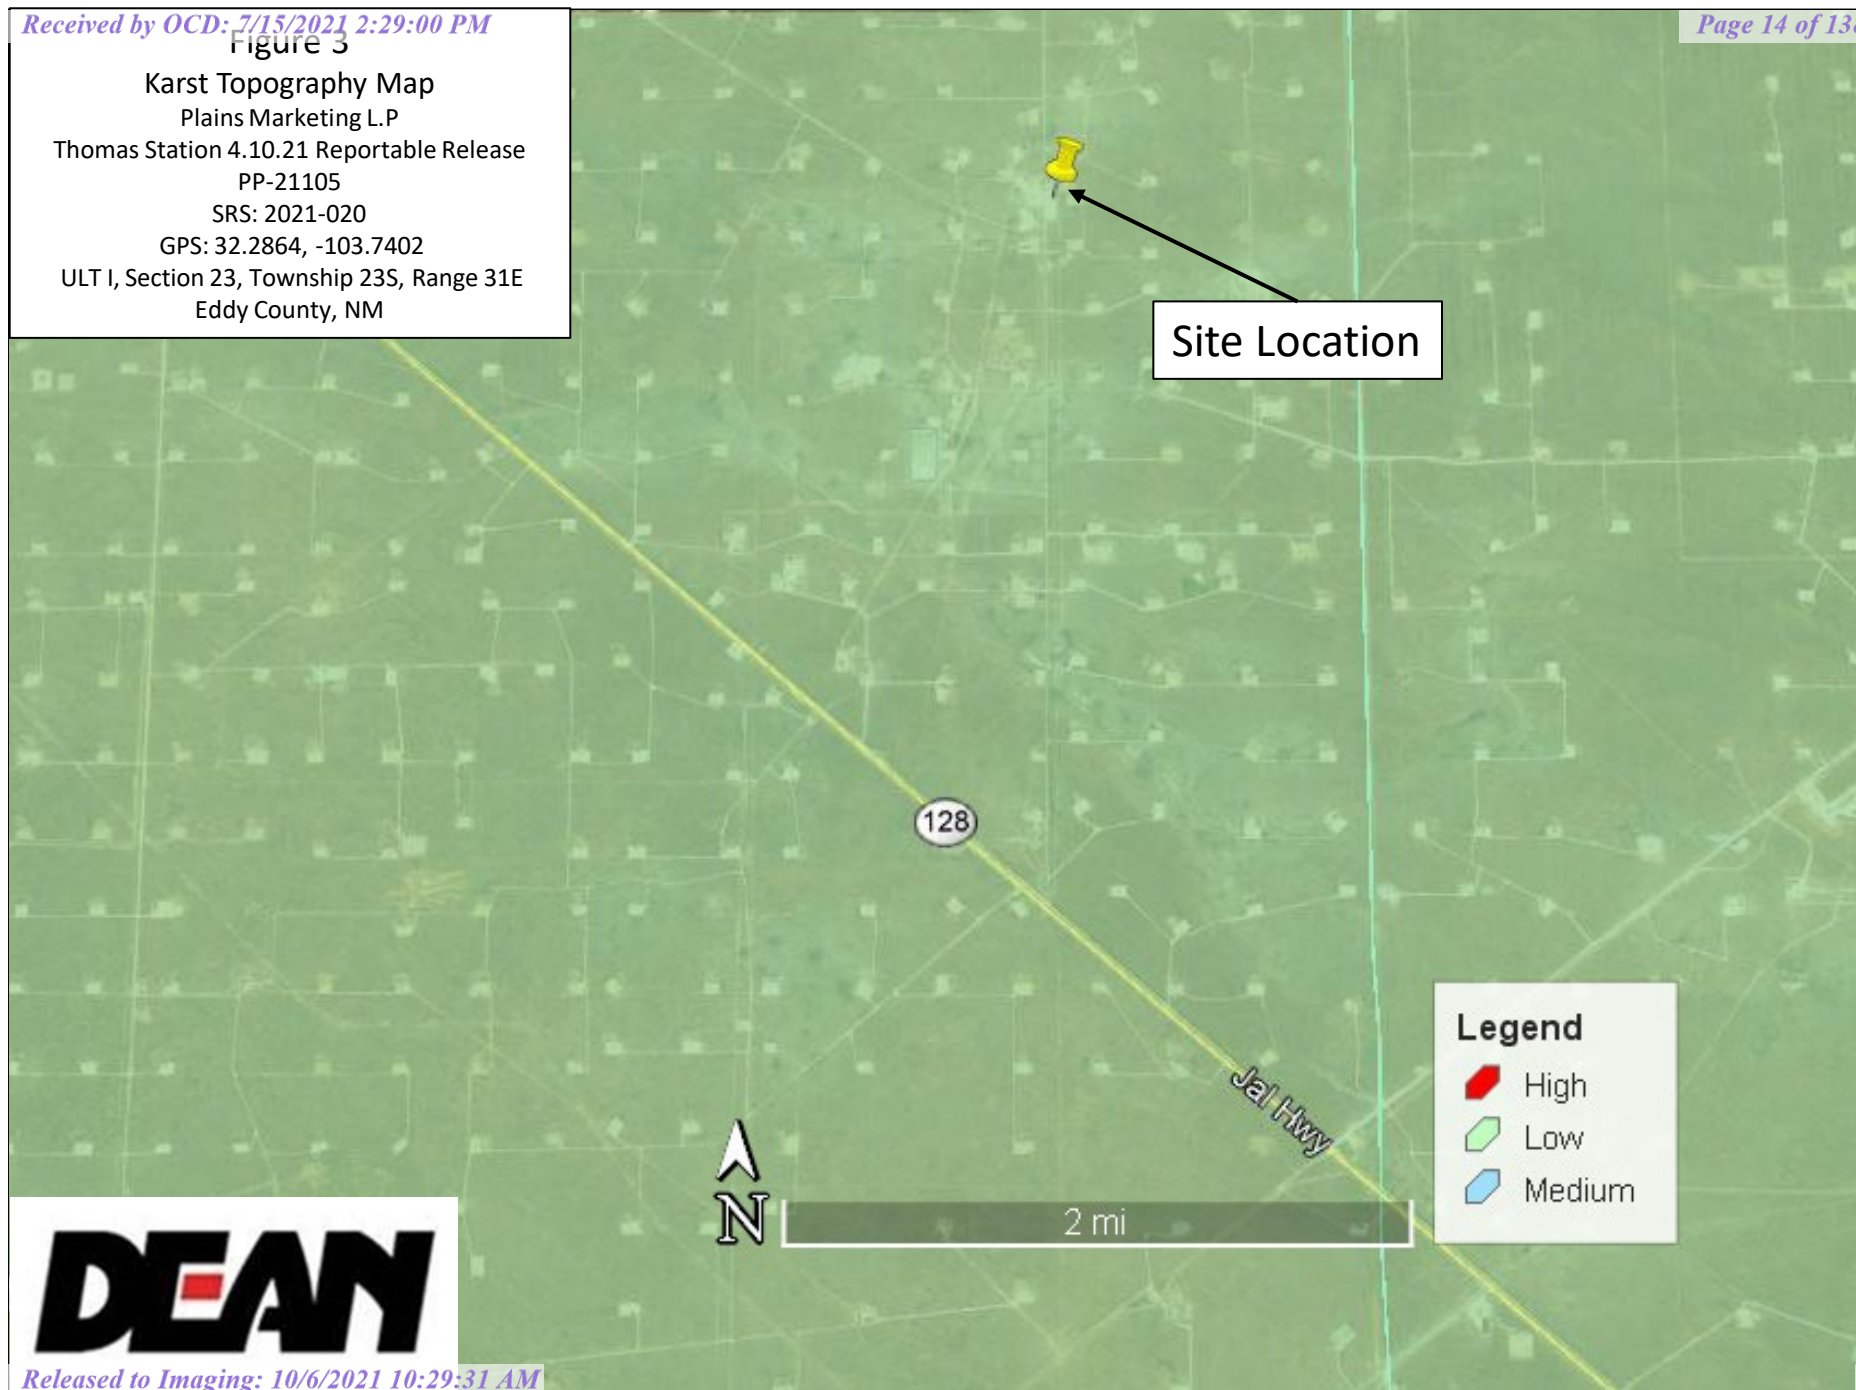 Received by OCD: 7/15/2021 2:29:00 PM
Page 14 of 13
Figure 3
Karst Topography Map
Plains Marketing L.P
Thomas Station 4.10.21 Reportable Release
PP-21105
SRS: 2021-020
GPS: 32.2864, -103.7402
ULT I, Section 23, Township 23S, Range 31E
Eddy County, NM
Site Location
128
Jal Hwy
Legend
High
Low
Medium
N
2 mi
DEAN
Released to Imaging: 10/6/2021 10:29:31 AM